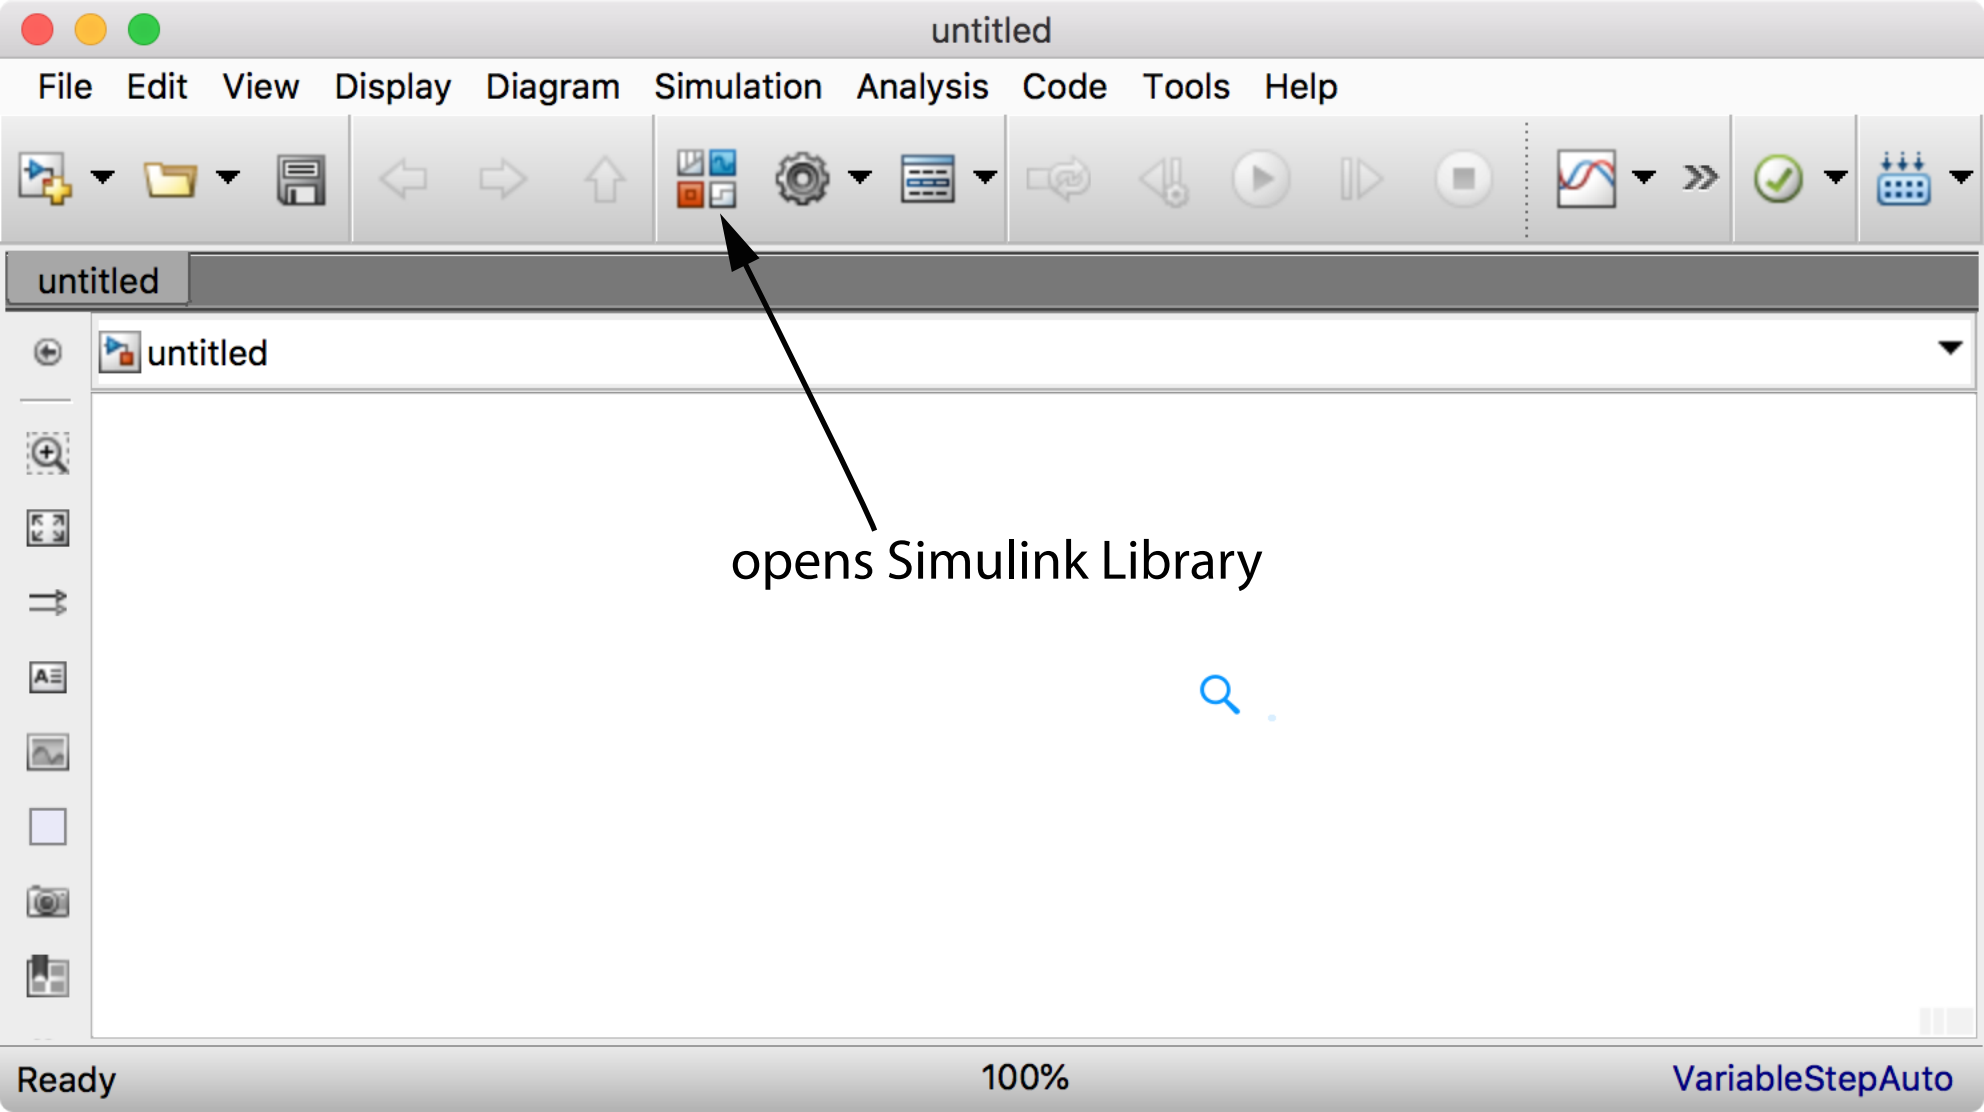 untitled
File Edit View Display Diagram Simulation Analysis Code Tools Help
untitled
untitled
opens Simulink Library
Ready 100% VariableStepAuto